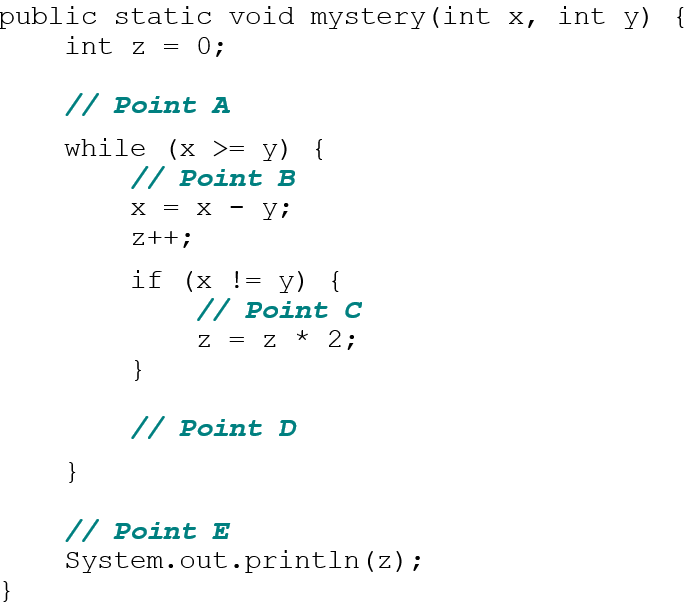 public static void mystery(int x, int y) {
    int z = 0;
    // Point A
    while (x >= y) {
        // Point B
        x = x - y;
        z++;
        if (x != y) {
            // Point C
            z = z * 2;
        }
        // Point D
    }
    // Point E
    System.out.println(z);
}